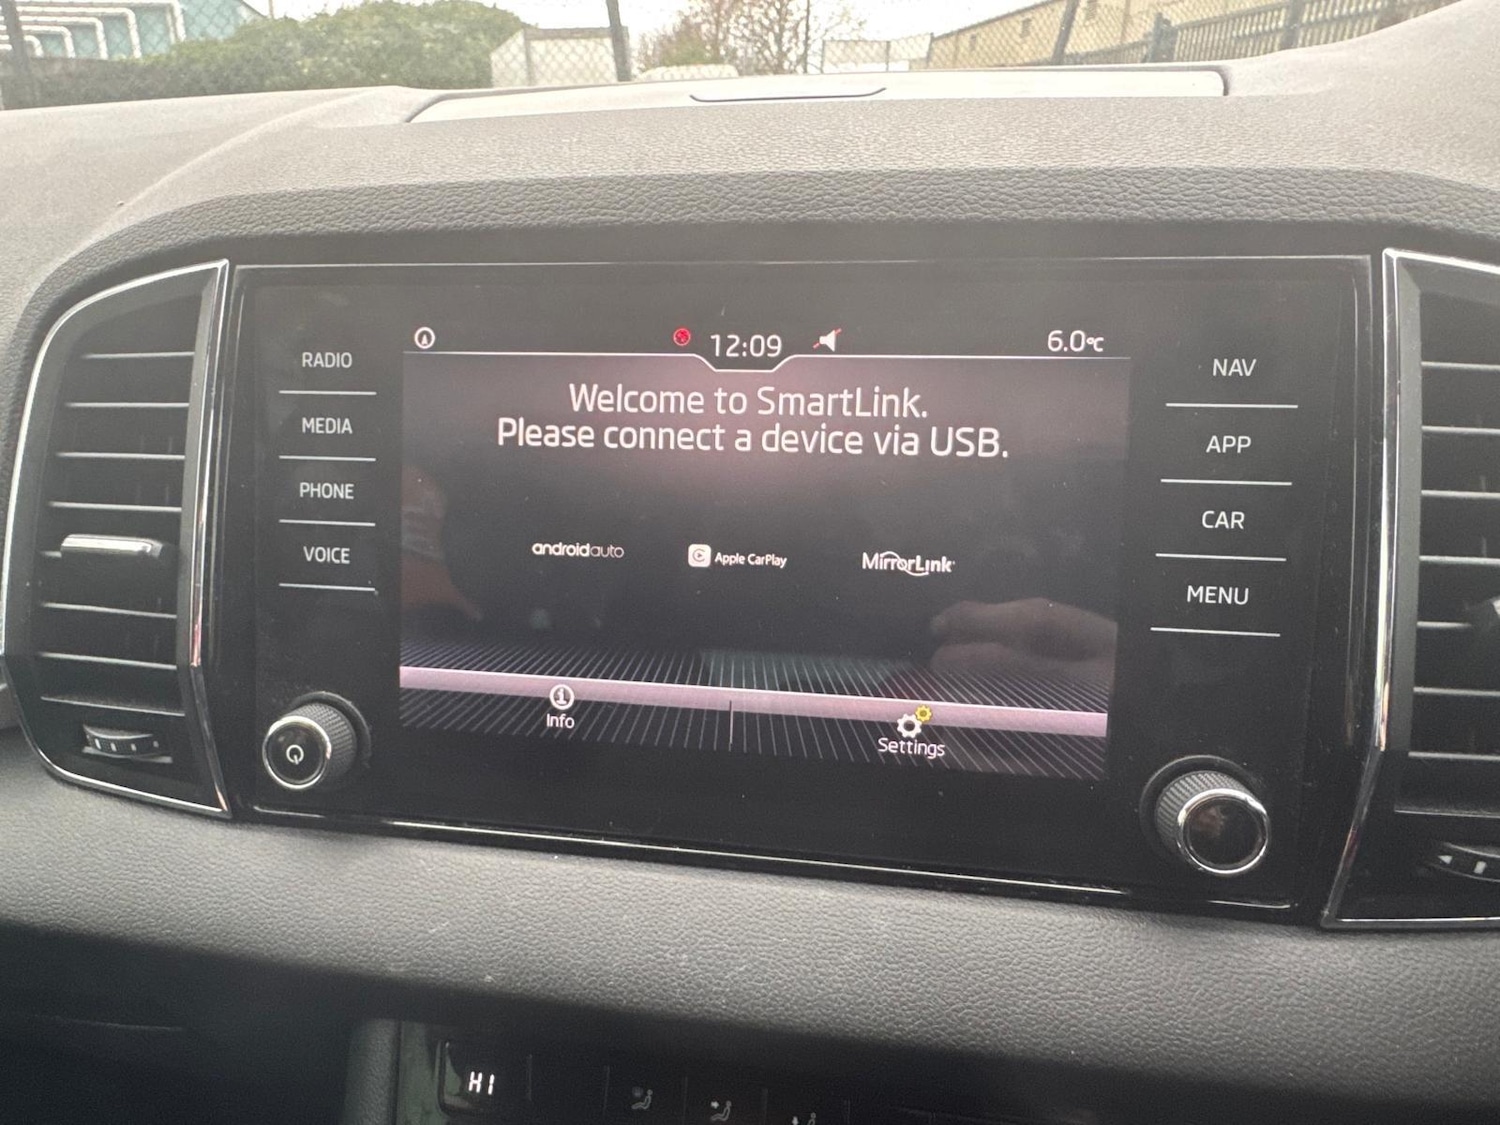 12:09
6.0°C
RADIO
MEDIA
PHONE
VOICE
Welcome to SmartLink.
Please connect a device via USB.
androidauto
Apple CarPlay
MirrorLink
Info
Settings
NAV
APP
CAR
MENU
HI